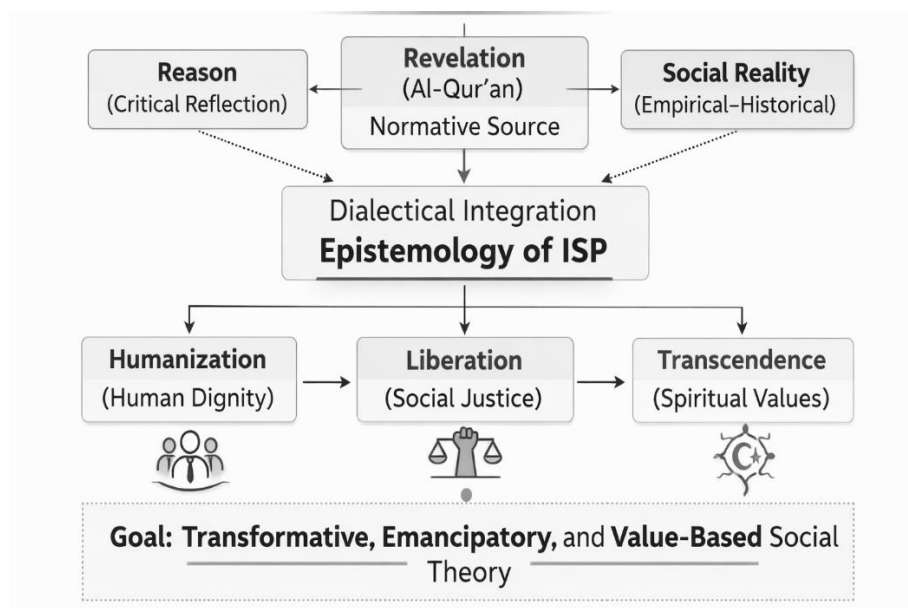 Reason
(Critical Reflection)
Revelation
(Al-Qur'an)
Normative Source
Social Reality
(Empirical–Historical)
Dialectical Integration
Epistemology of ISP
Humanization
(Human Dignity)
Liberation
(Social Justice)
Transcendence
(Spiritual Values)
Goal: Transformative, Emancipatory, and Value-Based Social
Theory